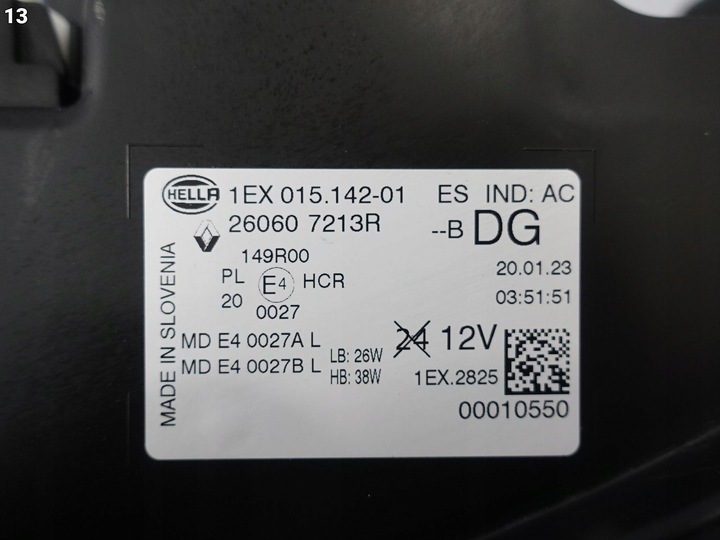 13
HELLA 1EX 015.142-01 ES IND: AC
26060 7213R --B DG
149R00
PL E4 HCR
20
0027
20.01.23
03:51:51
MD E4 0027A L
MD E4 0027B L
LB: 26W
HB: 38W
24 12V
1EX.2825
00010550
MADE IN SLOVENIA